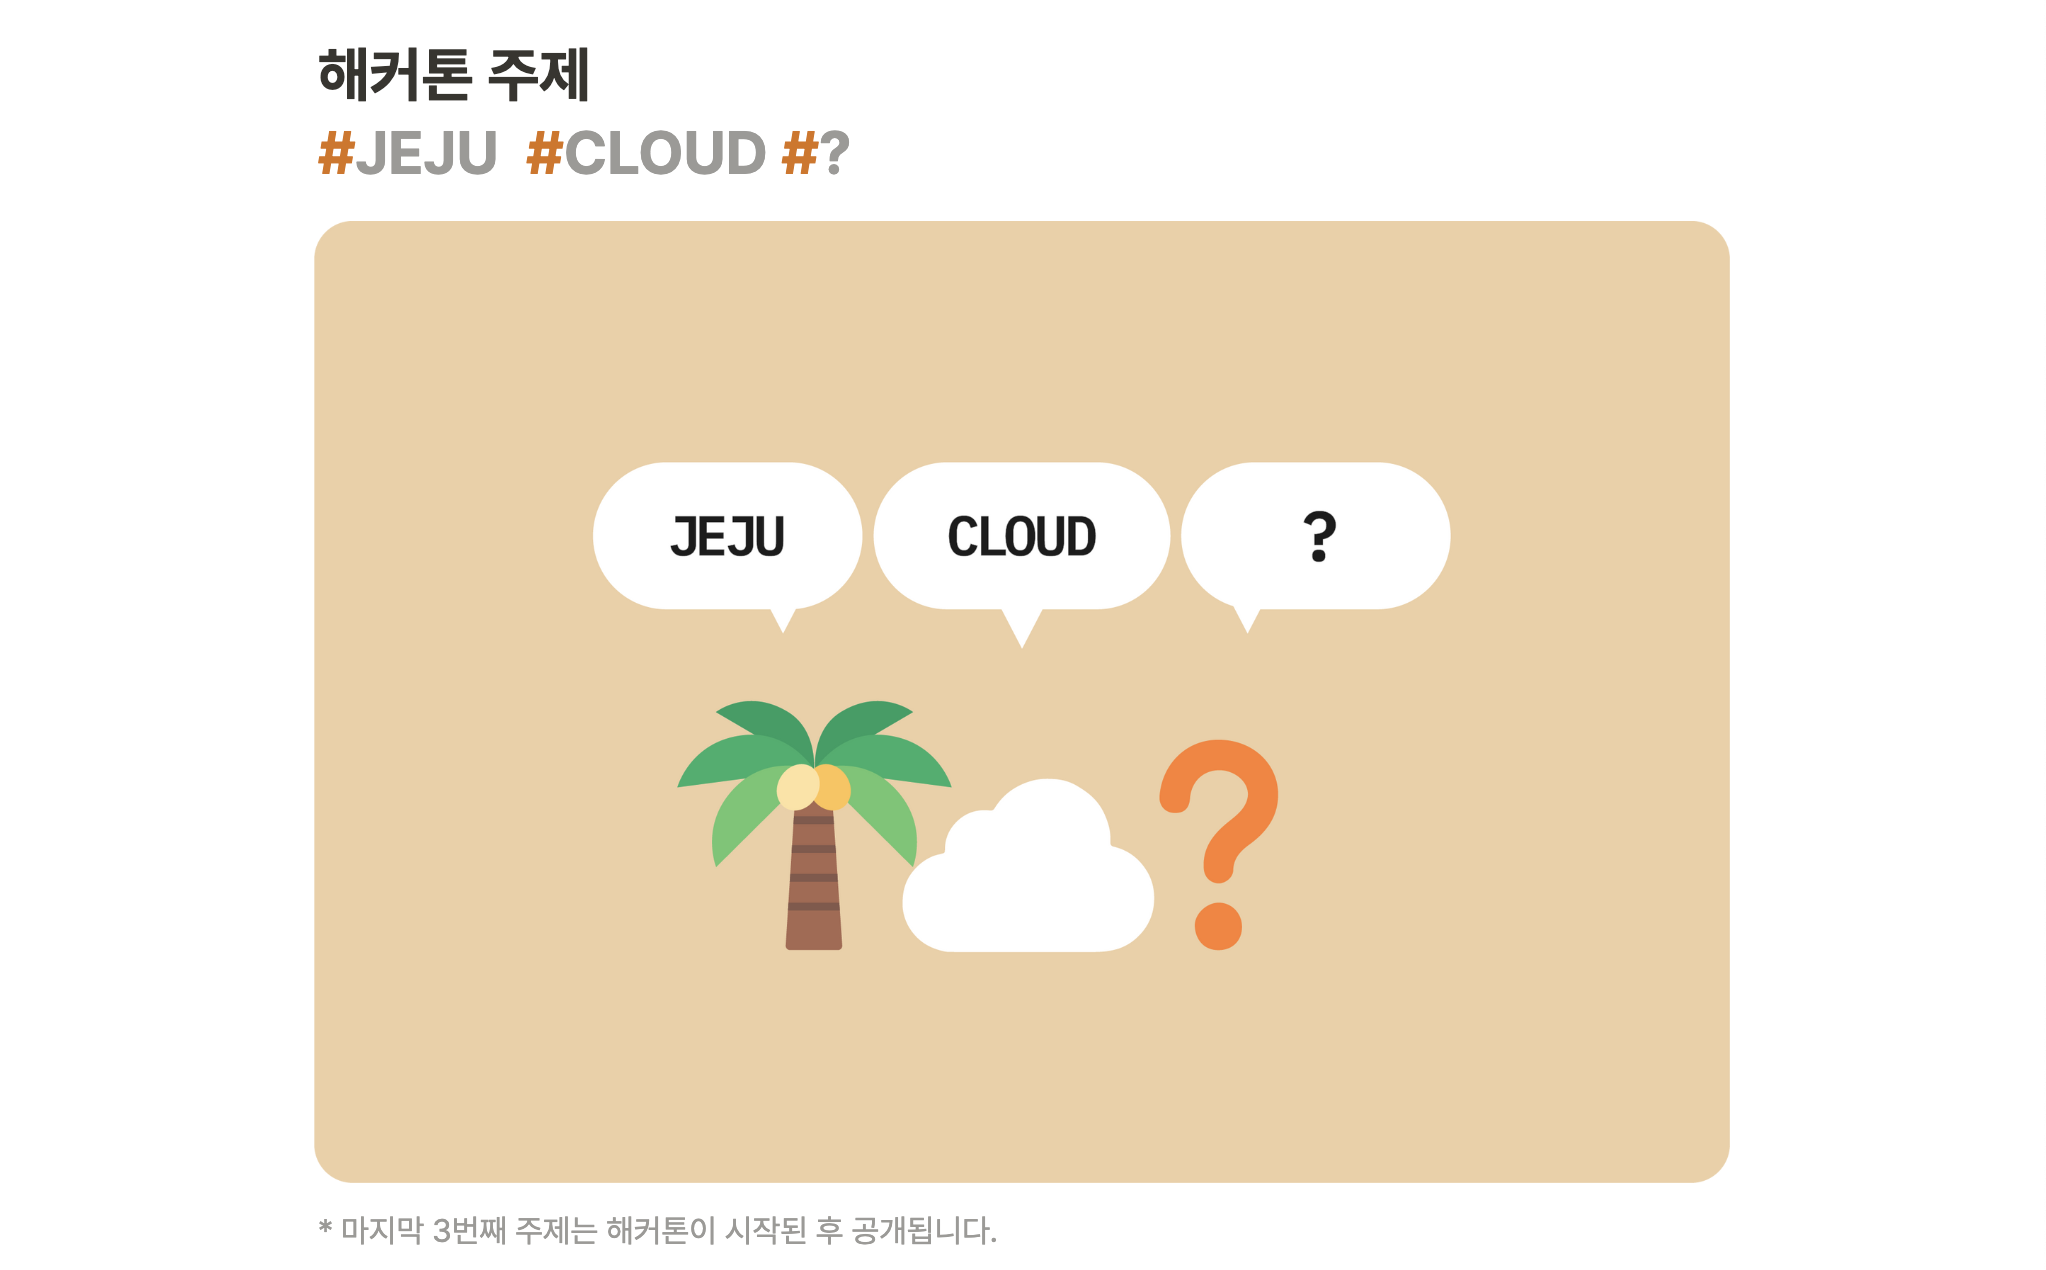 해커톤 주제
#JEJU #CLOUD #?
JEJU
CLOUD
?
* 마지막 3번째 주제는 해커톤이 시작된 후 공개됩니다.